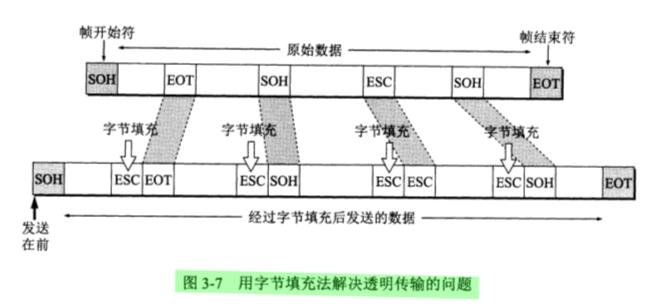 帧开始符
原始数据
帧结束符
SOH EOT SOH ESC SOH EOT
字节填充 字节填充 字节填充 字节填充
SOH ESC EOT ESC SOH ESC ESC ESC SOH EOT
经过字节填充后发送的数据
发送
在前
图 3-7 用字节填充法解决透明传输的问题